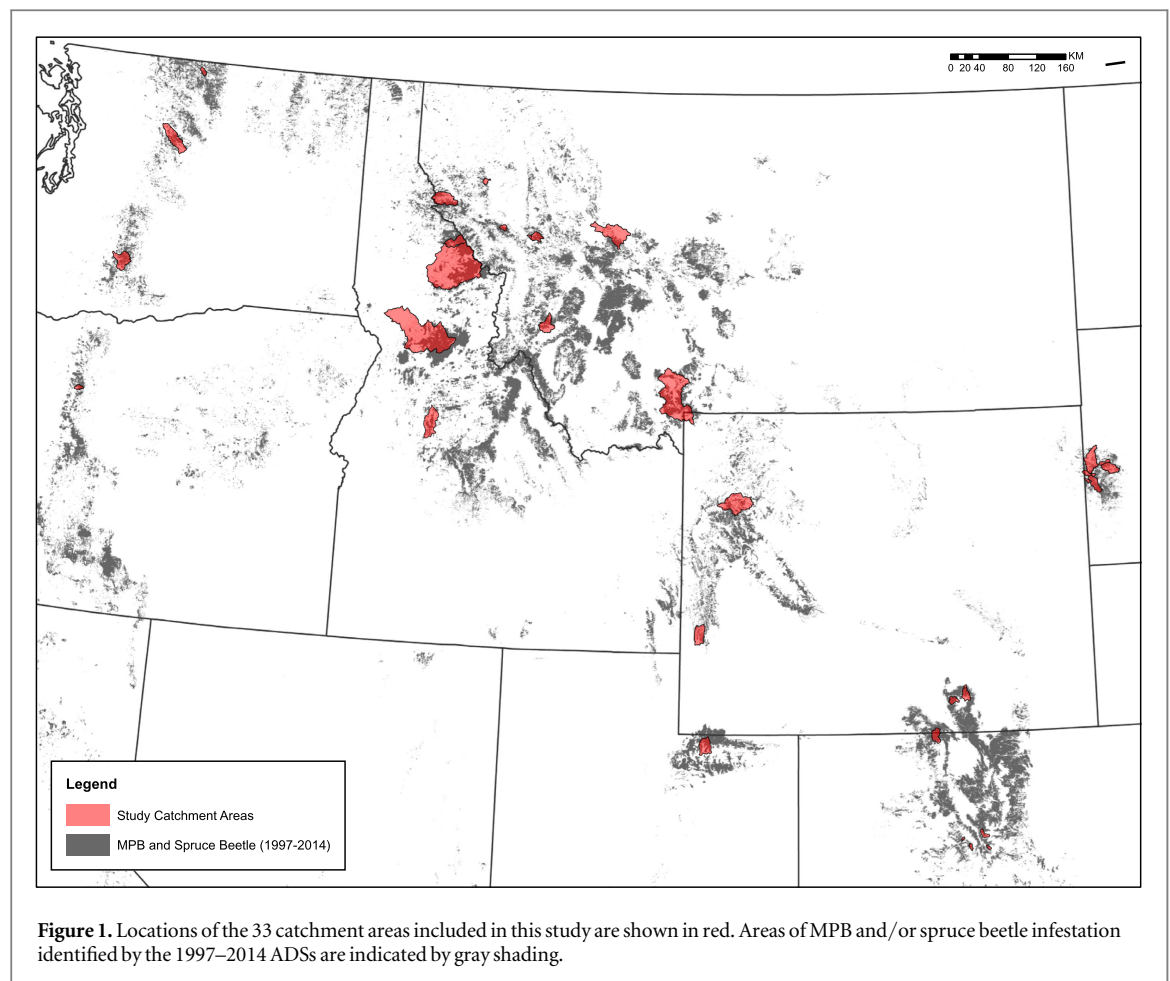 KM
0 20 40 80 120 160
Legend
Study Catchment Areas
MPB and Spruce Beetle (1997-2014)
Figure 1. Locations of the 33 catchment areas included in this study are shown in red. Areas of MPB and/or spruce beetle infestation
identified by the 1997–2014 ADSs are indicated by gray shading.